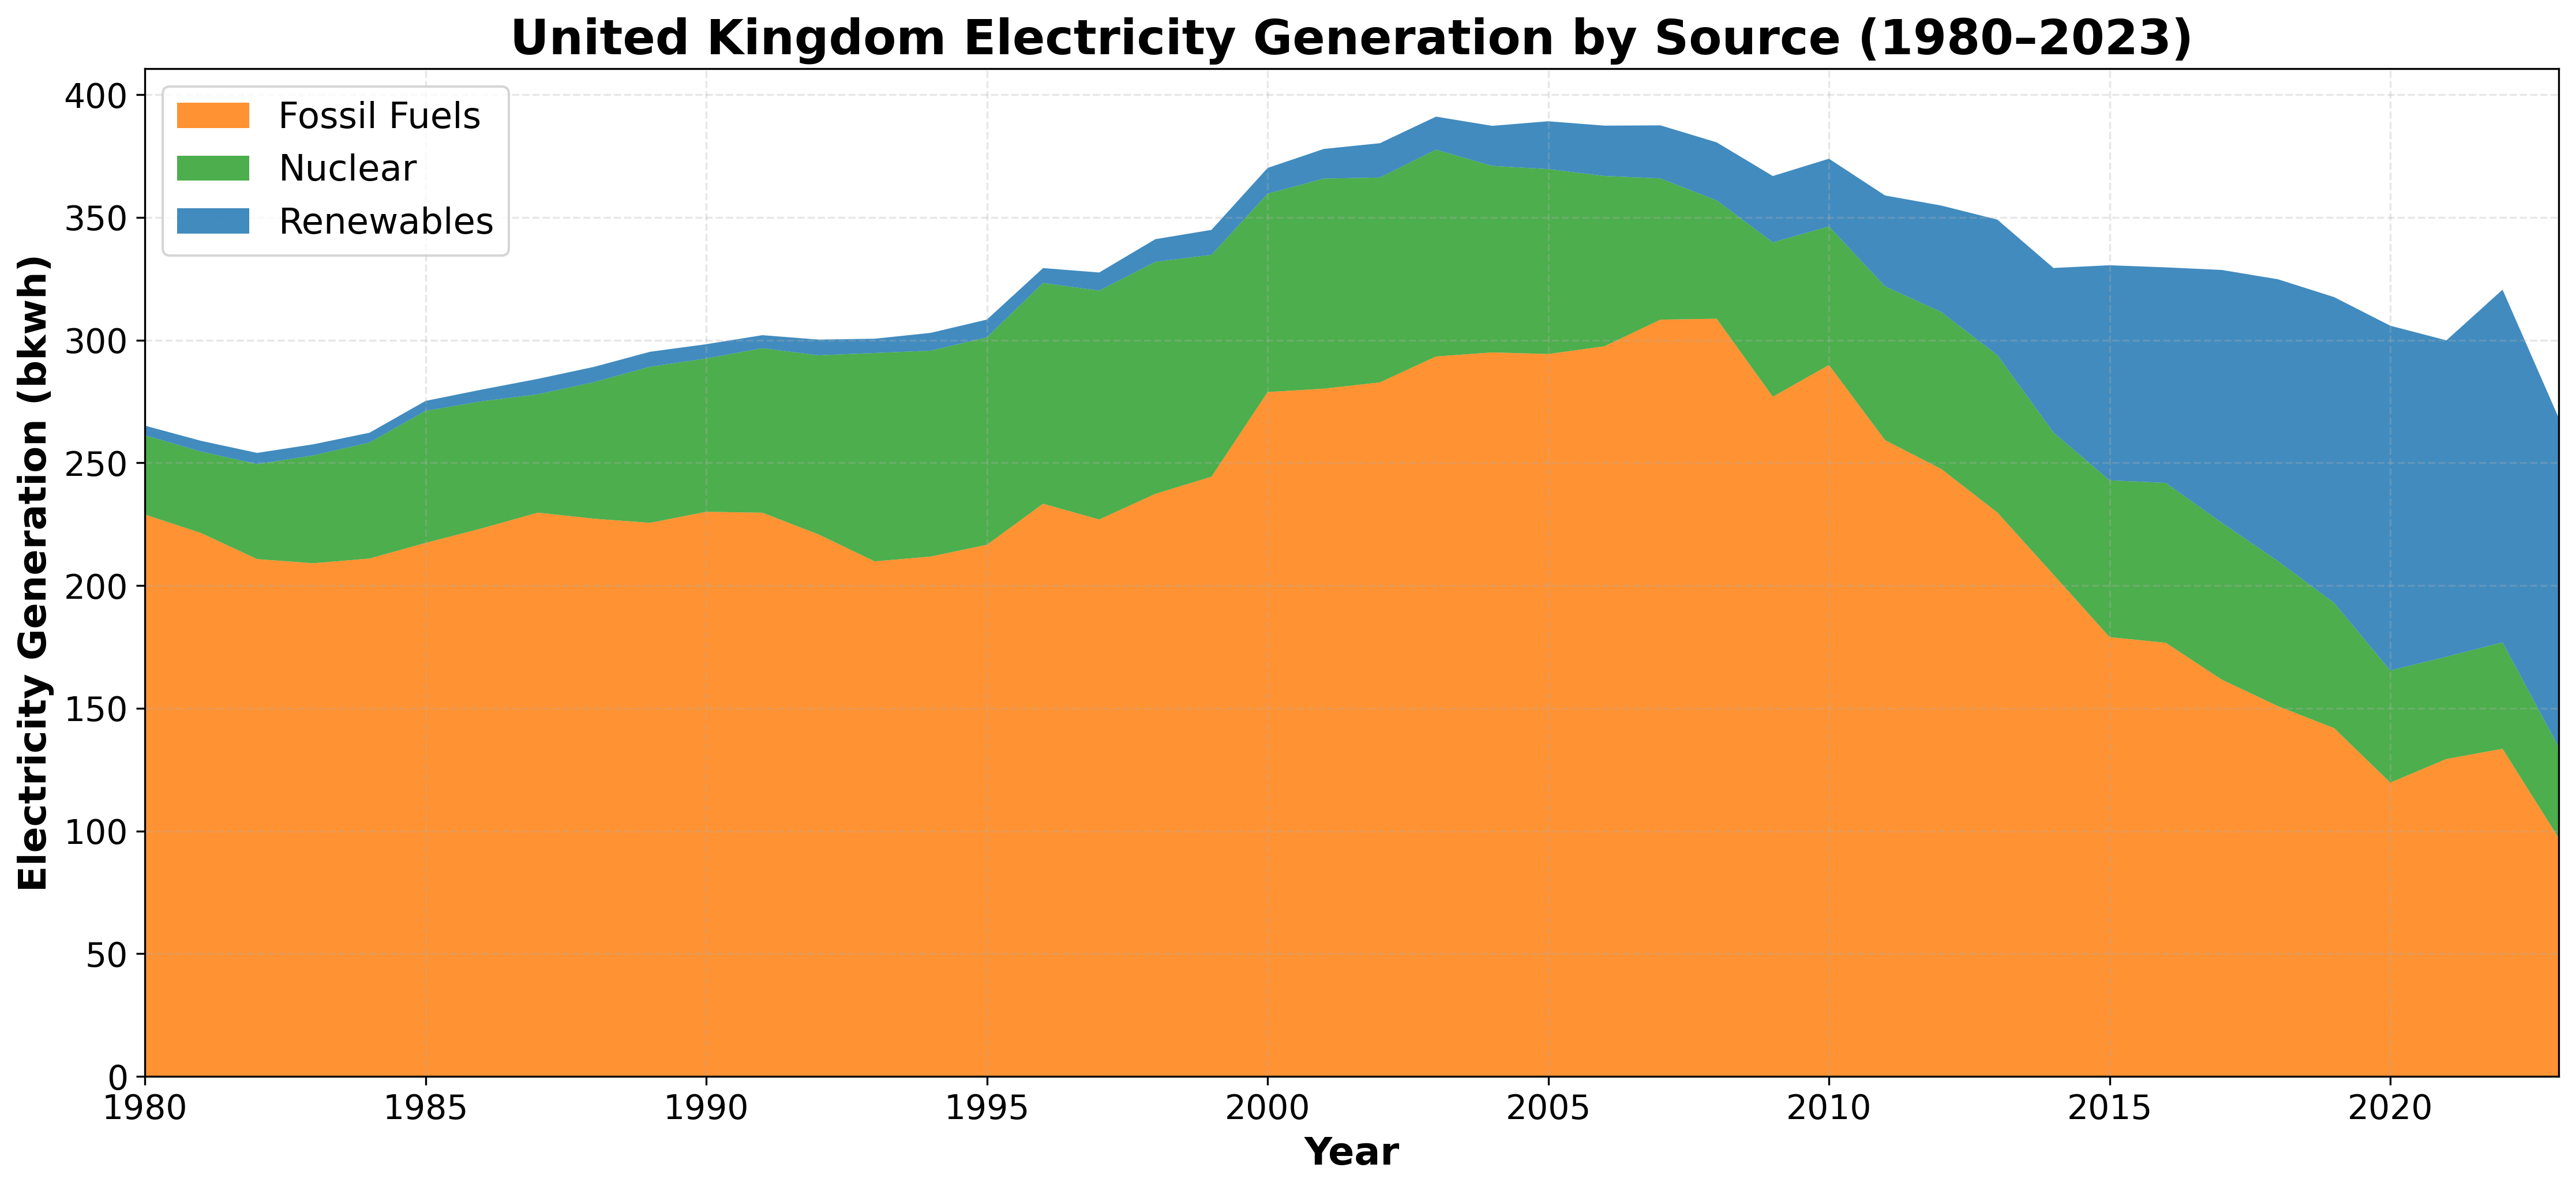 United Kingdom Electricity Generation by Source (1980–2023)
Electricity Generation (bkwh)
400
350
300
250
200
150
100
50
0
Fossil Fuels
Nuclear
Renewables
1980 1985 1990 1995 2000 2005 2010 2015 2020
Year